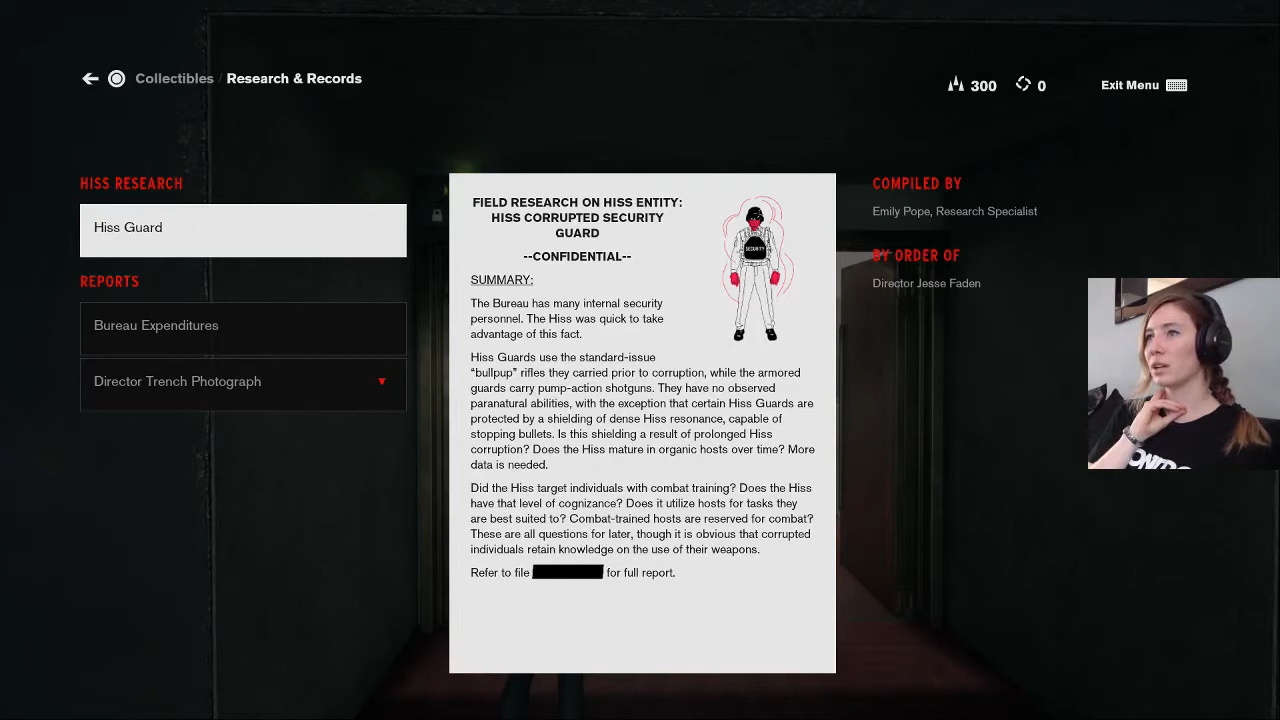 Collectibles / Research & Records
300
0
Exit Menu
HISS RESEARCH
Hiss Guard
REPORTS
Bureau Expenditures
Director Trench Photograph
FIELD RESEARCH ON HISS ENTITY:
HISS CORRUPTED SECURITY
GUARD
--CONFIDENTIAL--
SUMMARY:
The Bureau has many internal security
personnel. The Hiss was quick to take
advantage of this fact.
Hiss Guards use the standard-issue
“bullpup” rifles they carried prior to corruption, while the armored
guards carry pump-action shotguns. They have no observed
paranatural abilities, with the exception that certain Hiss Guards are
protected by a shielding of dense Hiss resonance, capable of
stopping bullets. Is this shielding a result of prolonged Hiss
corruption? Does the Hiss mature in organic hosts over time? More
data is needed.
Did the Hiss target individuals with combat training? Does the Hiss
have that level of cognizance? Does it utilize hosts for tasks they
are best suited to? Combat-trained hosts are reserved for combat?
These are all questions for later, though it is obvious that corrupted
individuals retain knowledge on the use of their weapons.
Refer to file for full report.
SECURITY
COMPILED BY
Emily Pope, Research Specialist
BY ORDER OF
Director Jesse Faden